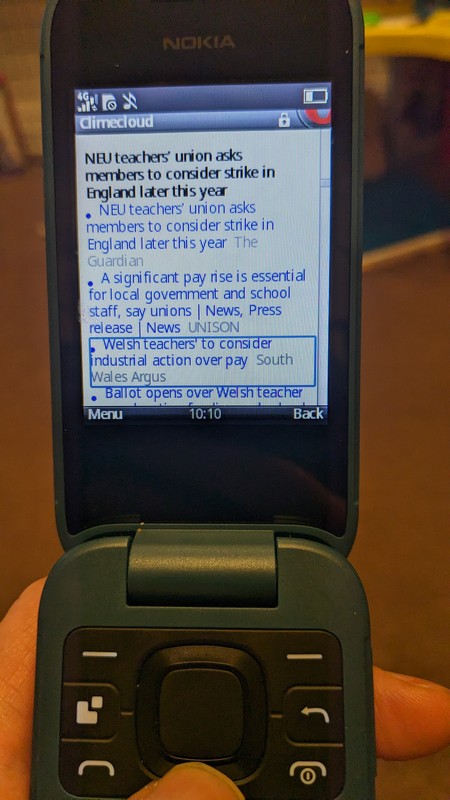 NOKIA
4G
Climecloud
NEU teachers' union asks
members to consider strike in
England later this year
• NEU teachers' union asks
members to consider strike in
England later this year The
Guardian
• A significant pay rise is essential
for local government and school
staff, say unions | News, Press
release | News UNISON
• Welsh teachers' to consider
industrial action over pay South
Wales Argus
• Ballot opens over Welsh teacher
Menu 10:10 Back